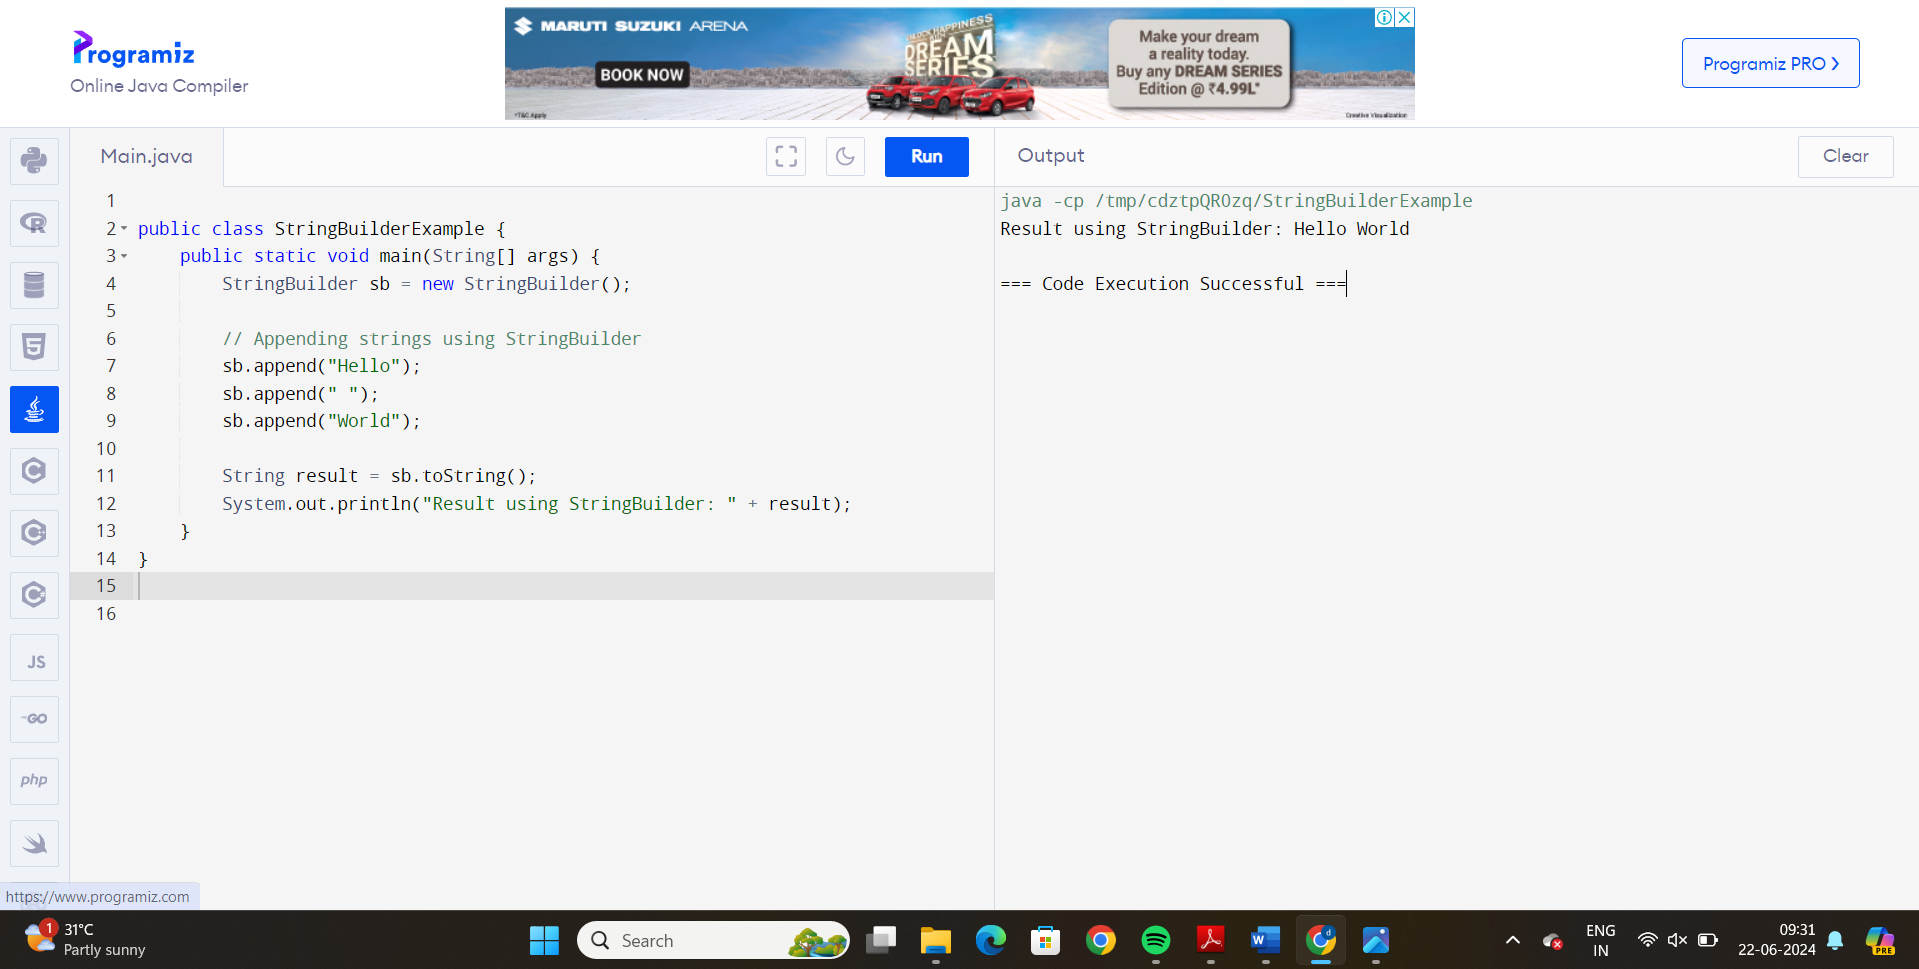 Programiz
Online Java Compiler
MARUTI SUZUKI ARENA
BOOK NOW
*T&C Apply
DREAM
SERIES
Make your dream
a reality today.
Buy any DREAM SERIES
Edition @ ₹4.99L*
Creative Visualization
Programiz PRO
Main.java
Run
Output
Clear
1
2 public class StringBuilderExample {
3 public static void main(String[] args) {
4 StringBuilder sb = new StringBuilder();
5
6 // Appending strings using StringBuilder
7 sb.append("Hello");
8 sb.append(" ");
9 sb.append("World");
10
11 String result = sb.toString();
12 System.out.println("Result using StringBuilder: " + result);
13 }
14 }
15
16
java -cp /tmp/cdztpQR0zq/StringBuilderExample
Result using StringBuilder: Hello World
=== Code Execution Successful ===
JS
GO
php
https://www.programiz.com
1
31°C
Partly sunny
Search
ENG
IN
09:31
22-06-2024
PRE